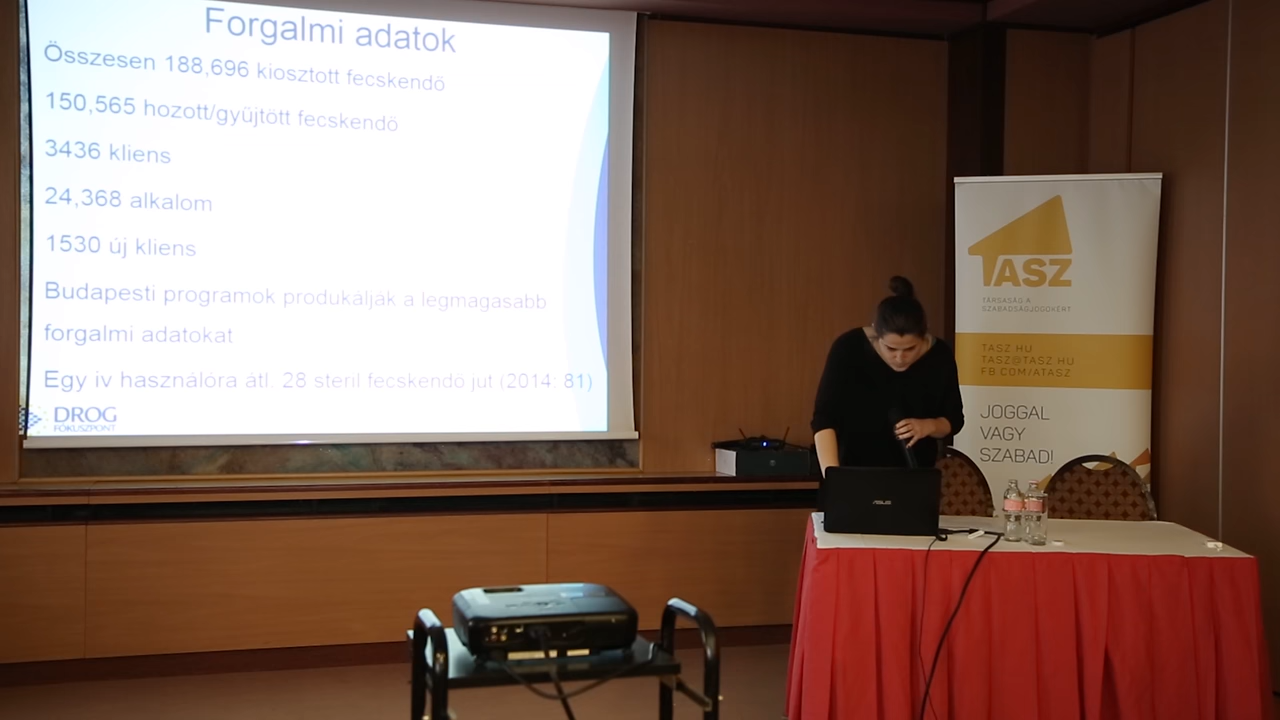 Forgalmi adatok
Összesen 188,696 kiosztott fecskendő
150,565 hozott/gyűjtött fecskendő
3436 kliens
24,368 alkalom
1530 új kliens
Budapesti programok produkálják a legmagasabb
forgalmi adatokat
Egy iv használóra átl. 28 steril fecskendő jut (2014: 81)
DROG
FÓKUSZPONT
TASZ
TÁRSASÁG A
SZABADSÁGJOGOKÉRT
TASZ.HU
TASZ@TASZ.HU
FB.COM/ATASZ
JOGGAL
VAGY
SZABAD!
ASUS